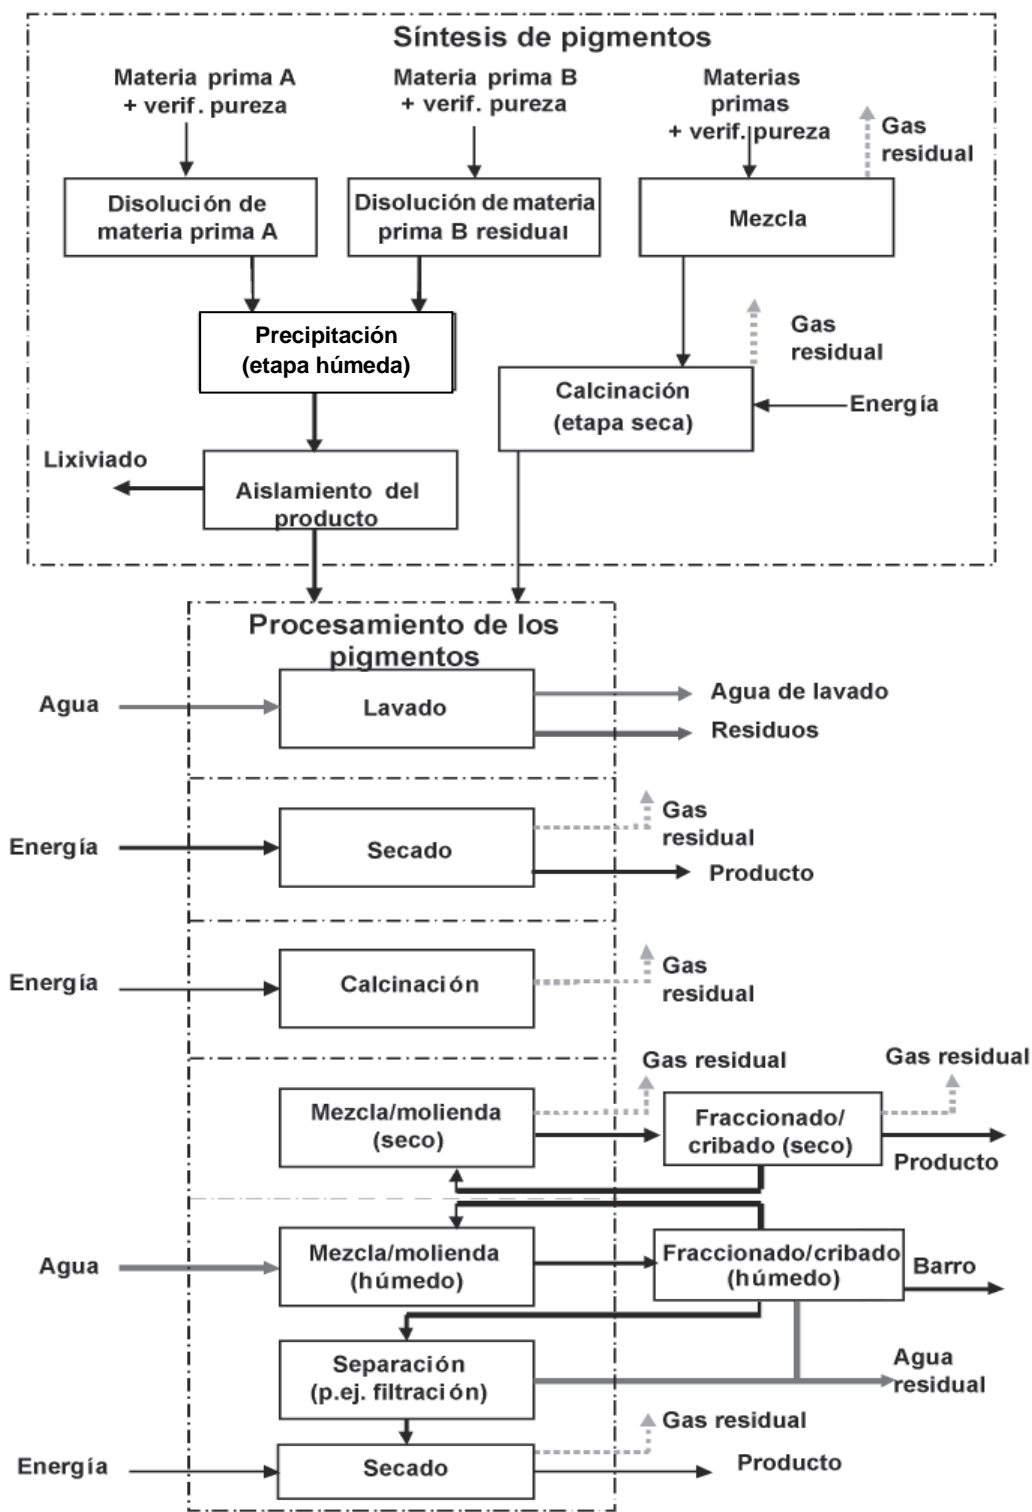 Síntesis de pigmentos
Materia prima A
+ verif. pureza
Materia prima B
+ verif. pureza
Materias
primas
+ verif. pureza
Gas
residual
Disolución de
materia prima A
Disolución de materia
prima B residual
Mezcla
Precipitación
(etapa húmeda)
Gas
residual
Calcinación
(etapa seca)
Energía
Lixiviado
Aislamiento del
producto
Procesamiento de los
pigmentos
Agua
Lavado
Agua de lavado
Residuos
Energía
Secado
Gas
residual
Producto
Energía
Calcinación
Gas
residual
Mezcla/molienda
(seco)
Gas residual
Fraccionado/
cribado (seco)
Gas residual
Producto
Agua
Mezcla/molienda
(húmedo)
Fraccionado/cribado
(húmedo)
Barro
Separación
(p.ej. filtración)
Agua
residual
Energía
Secado
Gas residual
Producto